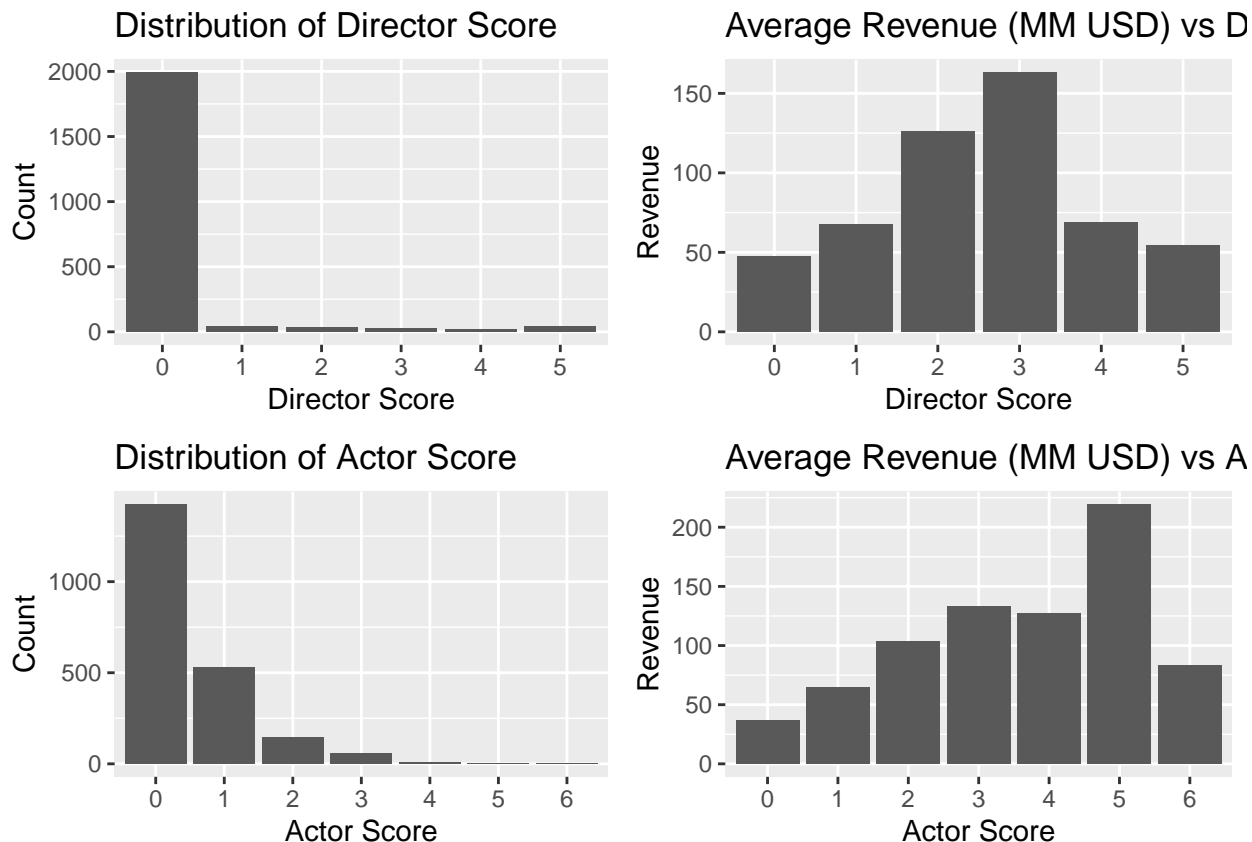 Distribution of Director Score
2000
1500
1000
500
0
Count
0 1 2 3 4 5
Director Score
Average Revenue (MM USD) vs D
150
100
50
0
Revenue
0 1 2 3 4 5
Director Score
Distribution of Actor Score
1000
500
0
Count
0 1 2 3 4 5 6
Actor Score
Average Revenue (MM USD) vs A
200
150
100
50
0
Revenue
0 1 2 3 4 5 6
Actor Score